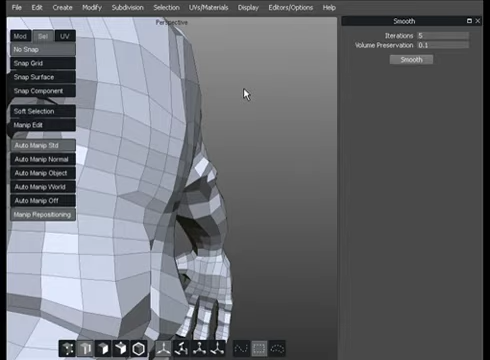 File Edit Create Modify Subdivision Selection UVs/Materials Display Editors/Options Help
Perspective
Smooth
Mod Sel UV
No Snap
Snap Grid
Snap Surface
Snap Component
Soft Selection
Manip Edit
Auto Manip Std
Auto Manip Normal
Auto Manip Object
Auto Manip World
Auto Manip Off
Manip Repositioning
Iterations 5
Volume Preservation 0.1
Smooth